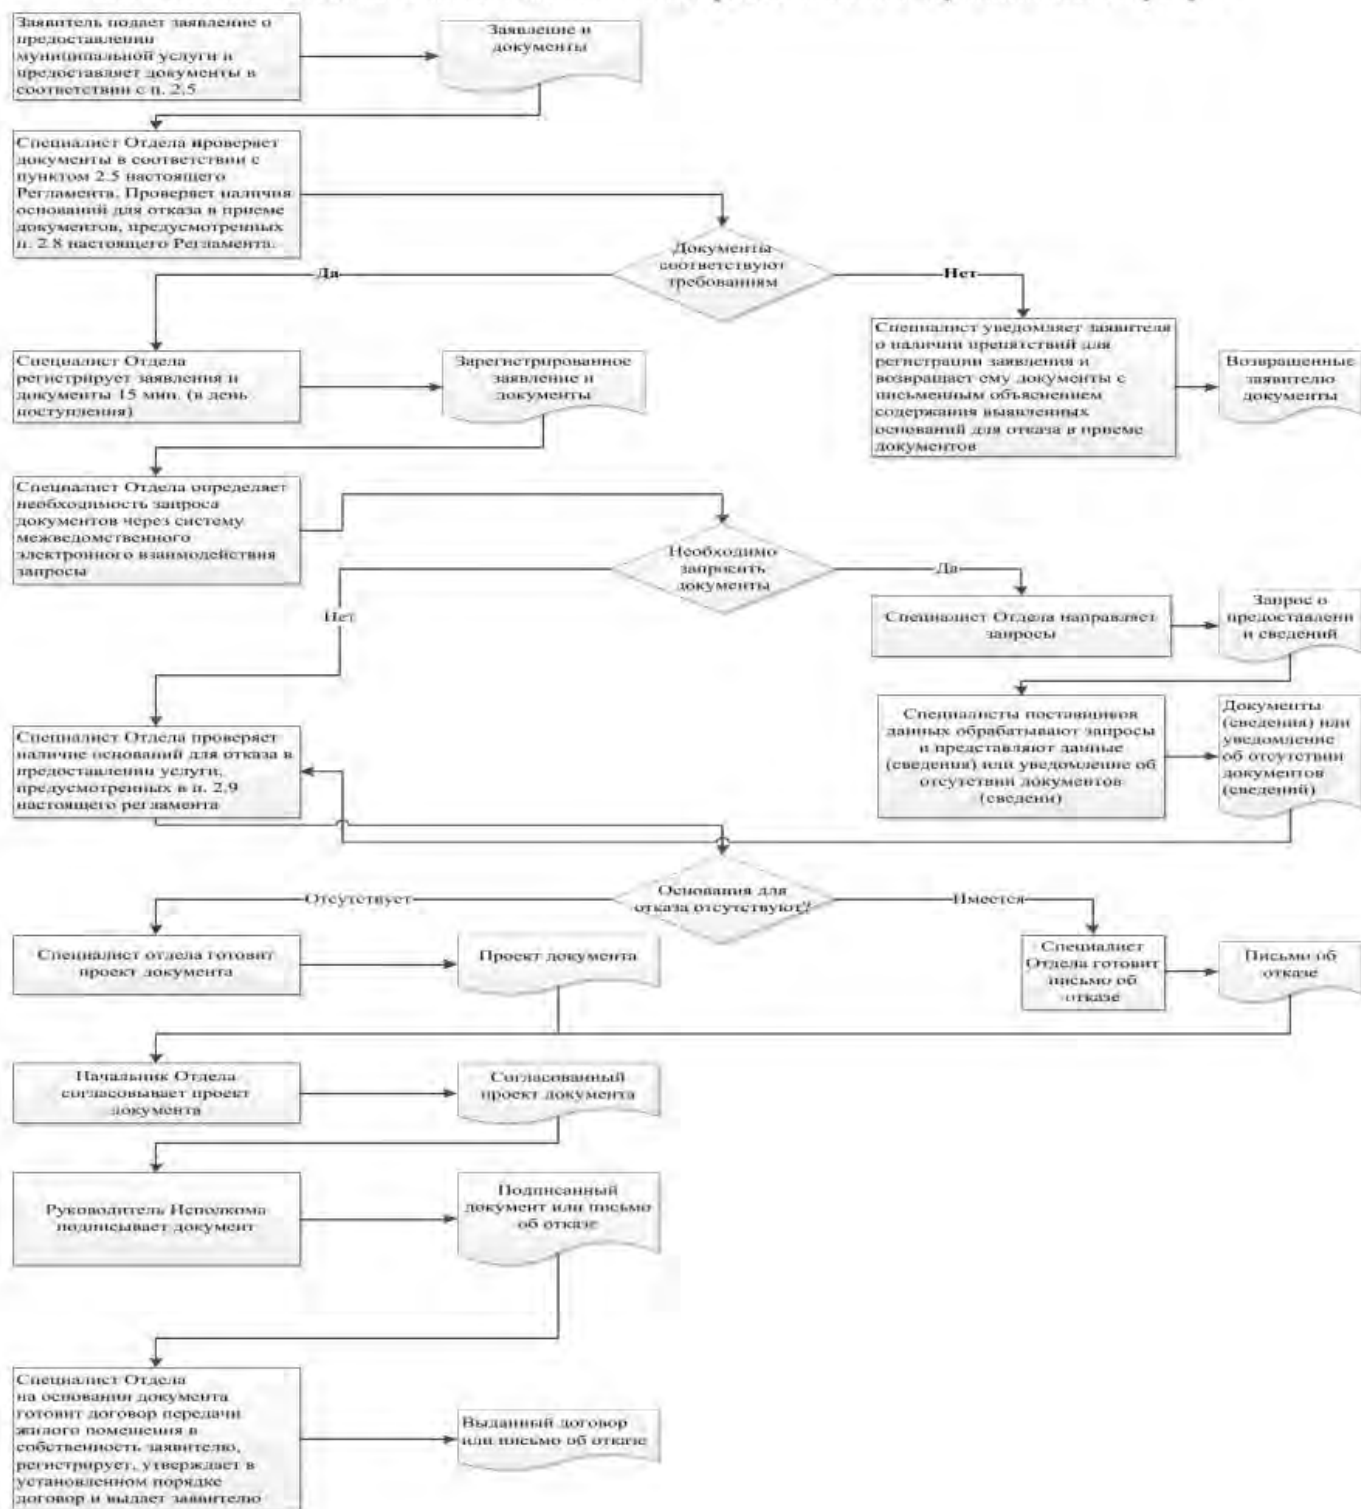 Заявитель подает заявление о
предоставлении
муниципальной услуги и
предоставляет документы в
соответствии с п. 2.5
Заявление и
документы
Специалист Отдела проверяет
документы в соответствии с
пунктом 2.5 настоящего
Регламента. Проверяет наличия
оснований для отказа в приеме
документов, предусмотренных
п. 2.8 настоящего Регламента.
Документы
соответствуют
требованиям
Да
Нет
Специалист Отдела
регистрирует заявления и
документы 15 мин. (в день
поступления)
Зарегистрированное
заявление и
документы
Специалист уведомляет заявителя
о наличии препятствий для
регистрации заявления и
возвращает ему документы с
письменным объяснением
содержания выявленных
оснований для отказа в приеме
документов
Возвращенные
заявителю
документы
Специалист Отдела определяет
необходимость запроса
документов через систему
межведомственного
электронного взаимодействия
запросы
Необходимо
запросить
документы
Да
Нет
Специалист Отдела направляет
запросы
Запрос о
предоставлени
и сведений
Специалисты поставщиков
данных обрабатывают запросы
и представляют данные
(сведения) или уведомление об
отсутствии документов
(сведени)
Документы
(сведения) или
уведомление
об отсутствии
документов
(сведений)
Специалист Отдела проверяет
наличие оснований для отказа в
предоставлении услуги,
предусмотренных в п. 2.9
настоящего регламента
Основания для
отказа отсутствуют?
Отсутствует
Имеется
Специалист отдела готовит
проект документа
Проект документа
Специалист
Отдела готовит
письмо об
отказе
Письмо об
отказе
Начальник Отдела
согласовывает проект
документа
Согласованный
проект документа
Руководитель Исполкома
подписывает документ
Подписанный
документ или письмо
об отказе
Специалист Отдела
на основании документа
готовит договор передачи
жилого помещения в
собственность заявителю,
регистрирует, утверждает в
установленном порядке
договор и выдает заявителю
Выданный договор
или письмо об отказе